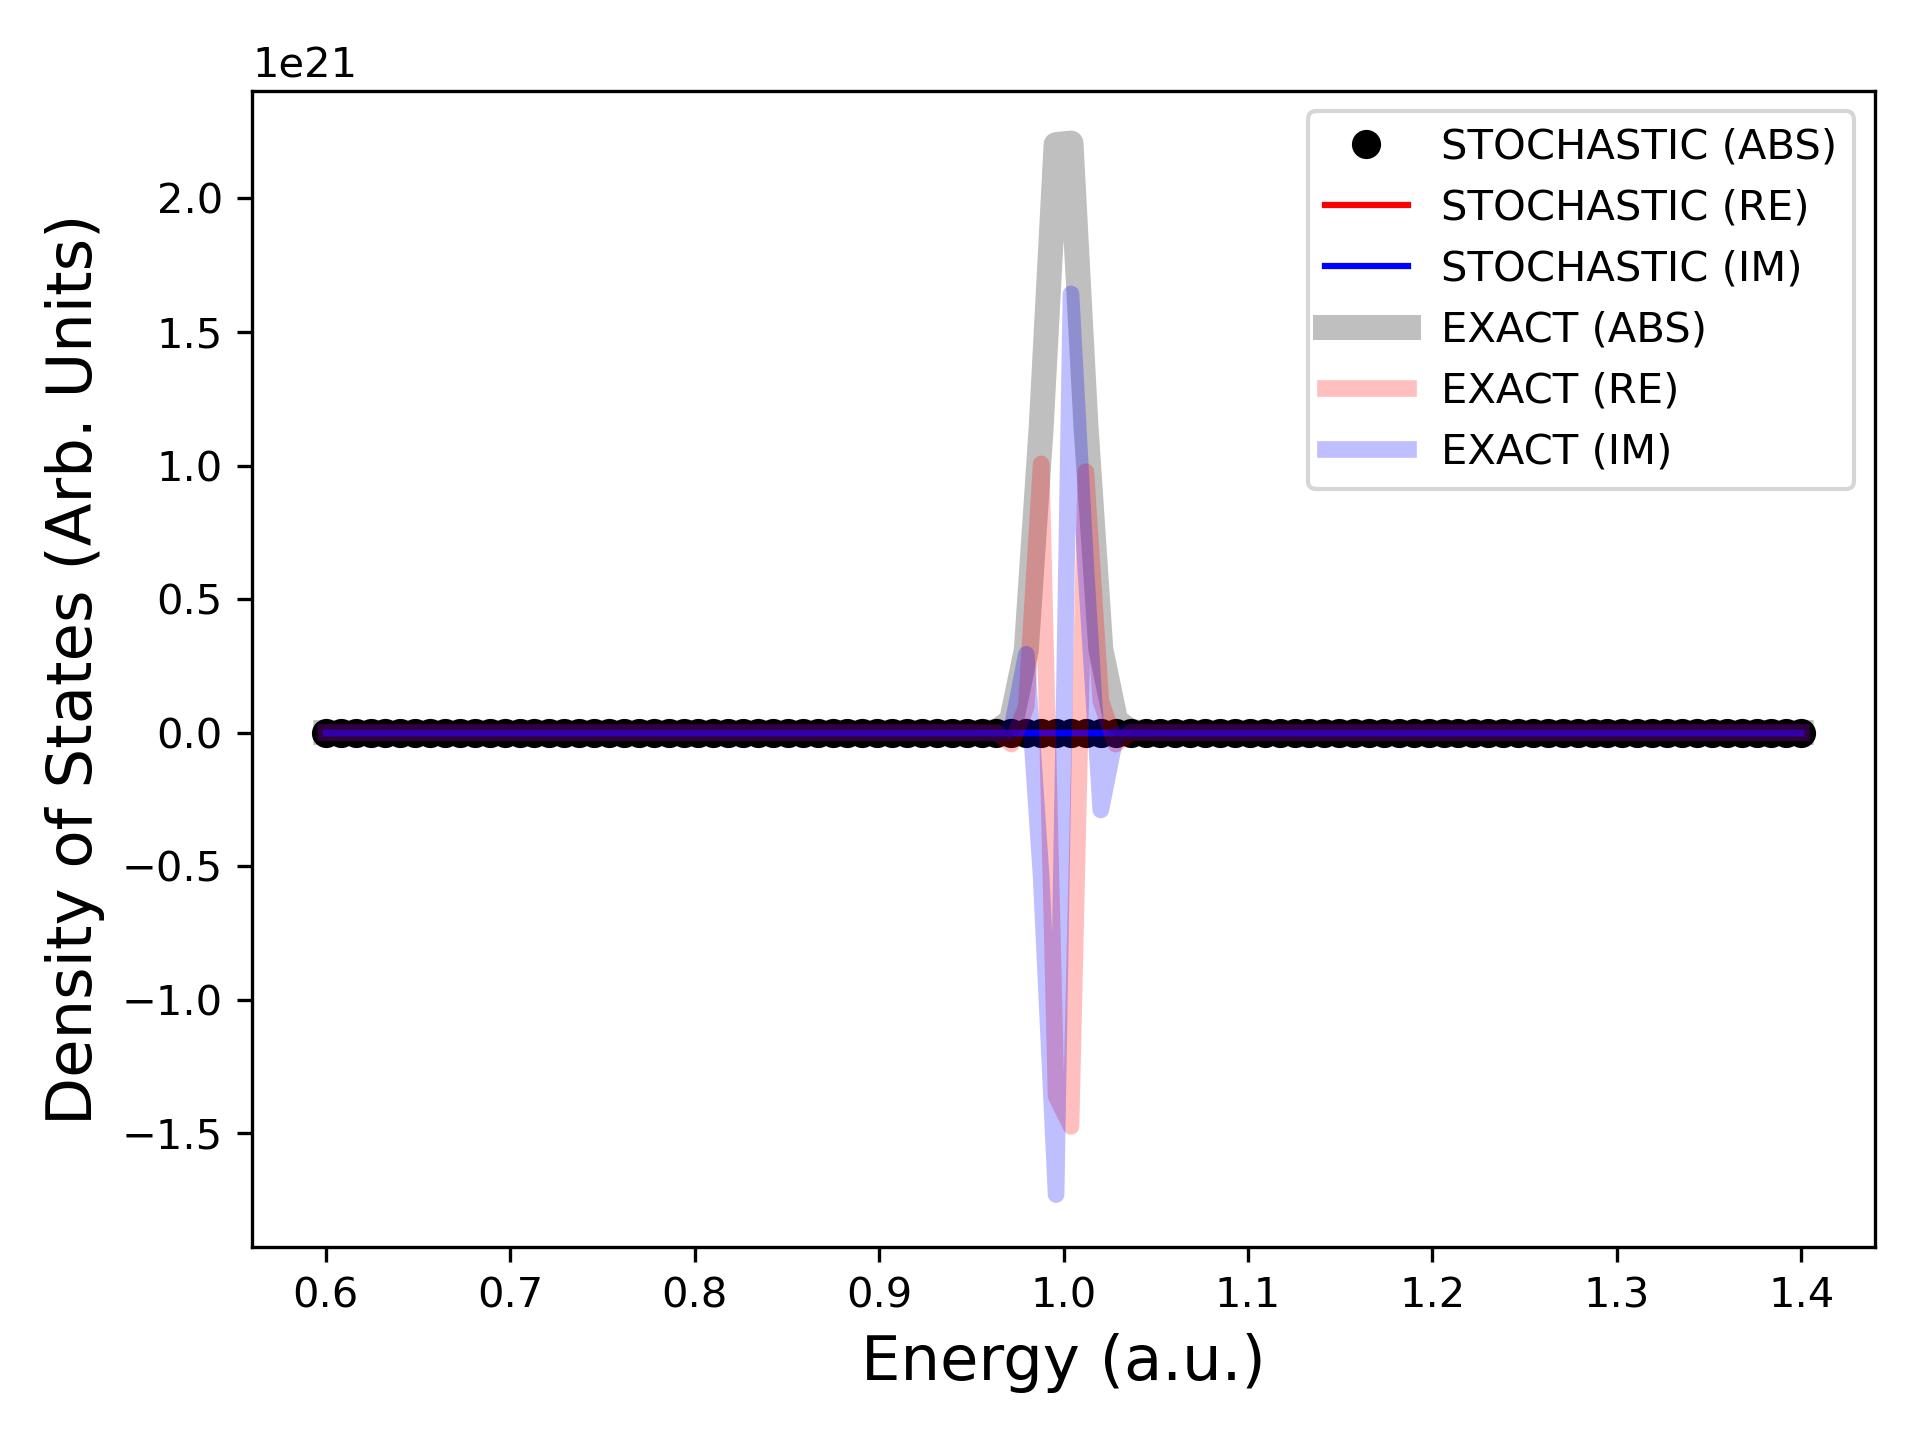 1e21
STOCHASTIC (ABS)
STOCHASTIC (RE)
STOCHASTIC (IM)
EXACT (ABS)
EXACT (RE)
EXACT (IM)
Density of States (Arb. Units)
2.0
1.5
1.0
0.5
0.0
−0.5
−1.0
−1.5
0.6 0.7 0.8 0.9 1.0 1.1 1.2 1.3 1.4
Energy (a.u.)